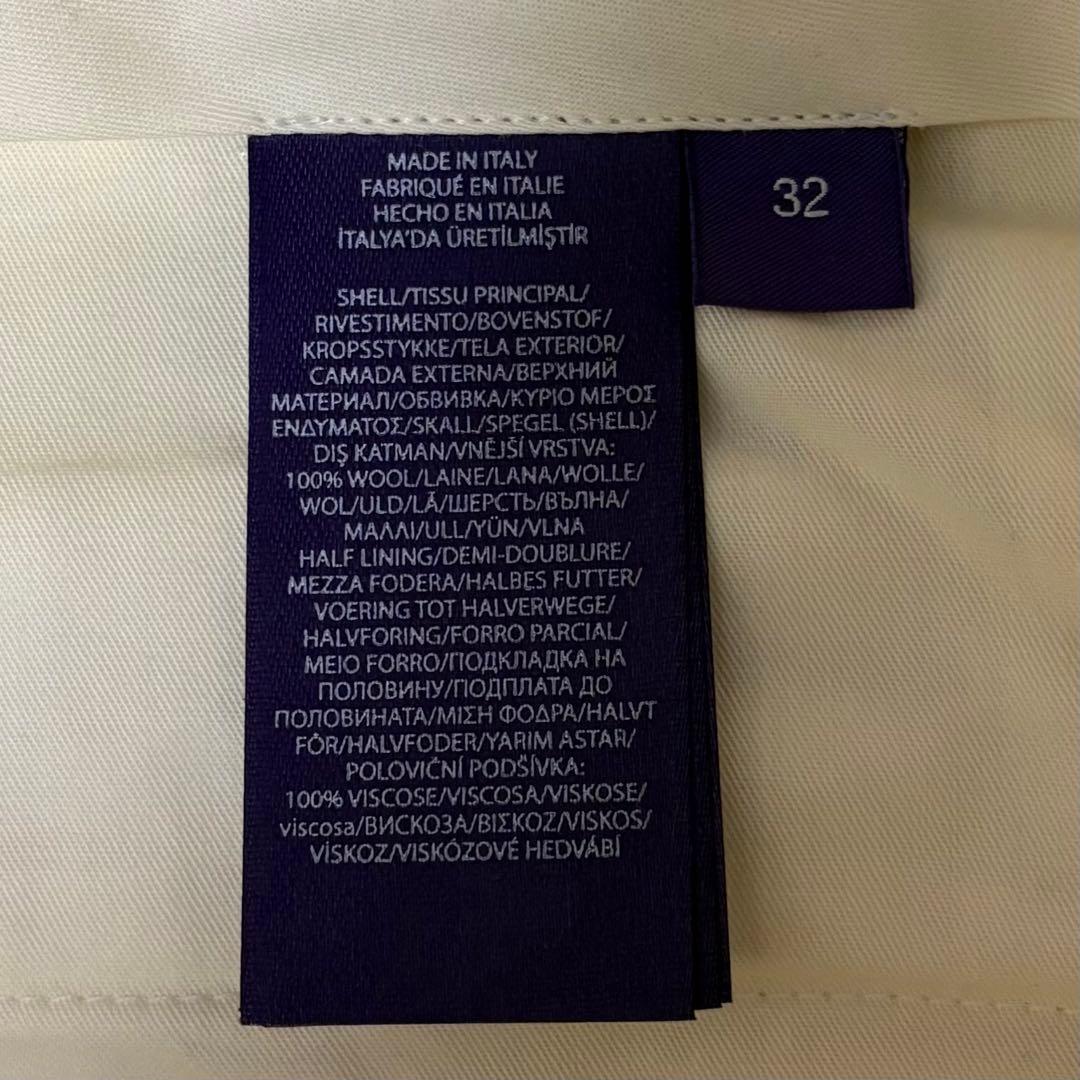 MADE IN ITALY
FABRIQUÉ EN ITALIE
HECHO EN ITALIA
İTALYA'DA ÜRETİLMİŞTİR
32
SHELL/TISSU PRINCIPAL/
RIVESTIMENTO/BOVENSTOF/
KROPSSTYKKE/TELA EXTERIOR/
CAMADA EXTERNA/ВЕРХНИЙ
МАТЕРИАЛ/ОБВИВКА/ΚΥΡΙΟ ΜΕΡΟΣ
ΕΝΔΥΜΑΤΟΣ/SKALL/SPEGEL (SHELL)/
DIŞ KATMAN/VNĚJŠÍ VRSTVA:
100% WOOL/LAINE/LANA/WOLLE/
WOL/ULD/LÃ/ШЕРСТЬ/ВЪЛНА/
ΜΑΛΛΙ/ULL/YÜN/VLNA
HALF LINING/DEMI-DOUBLURE/
MEZZA FODERA/HALBES FUTTER/
VOERING TOT HALVERWEGE/
HALVFORING/FORRO PARCIAL/
MEIO FORRO/ПОДКЛАДКА НА
ПОЛОВИНУ/ПОДПЛАТА ДО
ПОЛОВИНАТА/ΜΙΣΗ ΦΟΔΡΑ/HALVT
FÔR/HALVFODER/YARIM ASTAR/
POLOVIČNÍ PODŠÍVKA:
100% VISCOSE/VISCOSA/VISKOSE/
viscosa/ВИСКОЗА/ΒΙΣΚΟΖ/VISKOS/
VİSKOZ/VISKÓZOVÉ HEDVÁBÍ